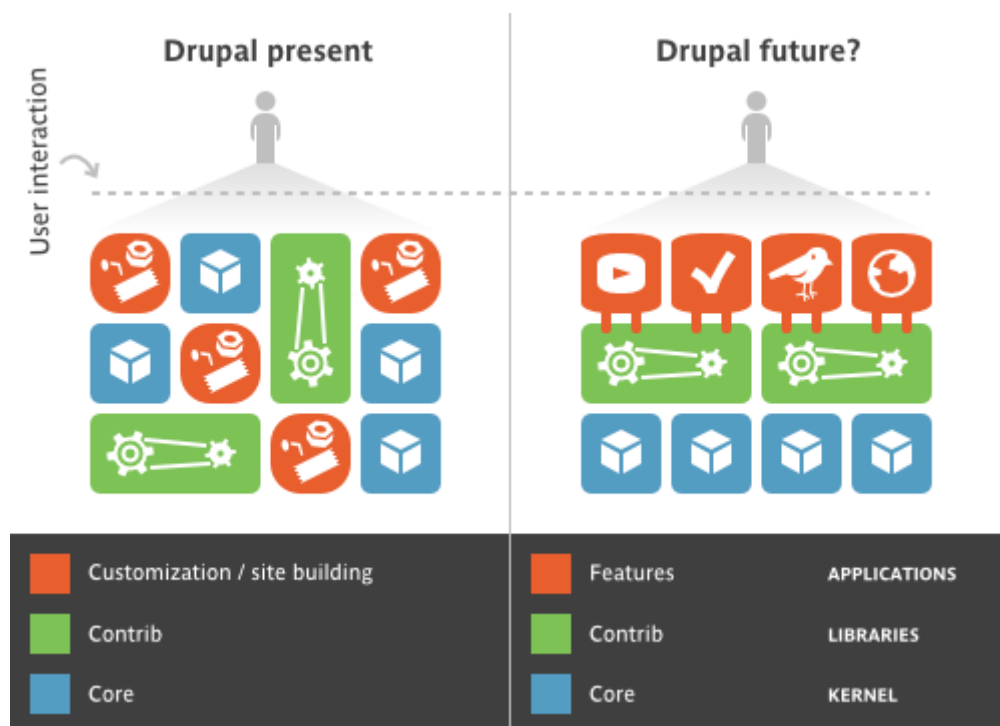 Drupal present
Drupal future?
User interaction
Customization / site building
Contrib
Core
Features APPLICATIONS
Contrib LIBRARIES
Core KERNEL